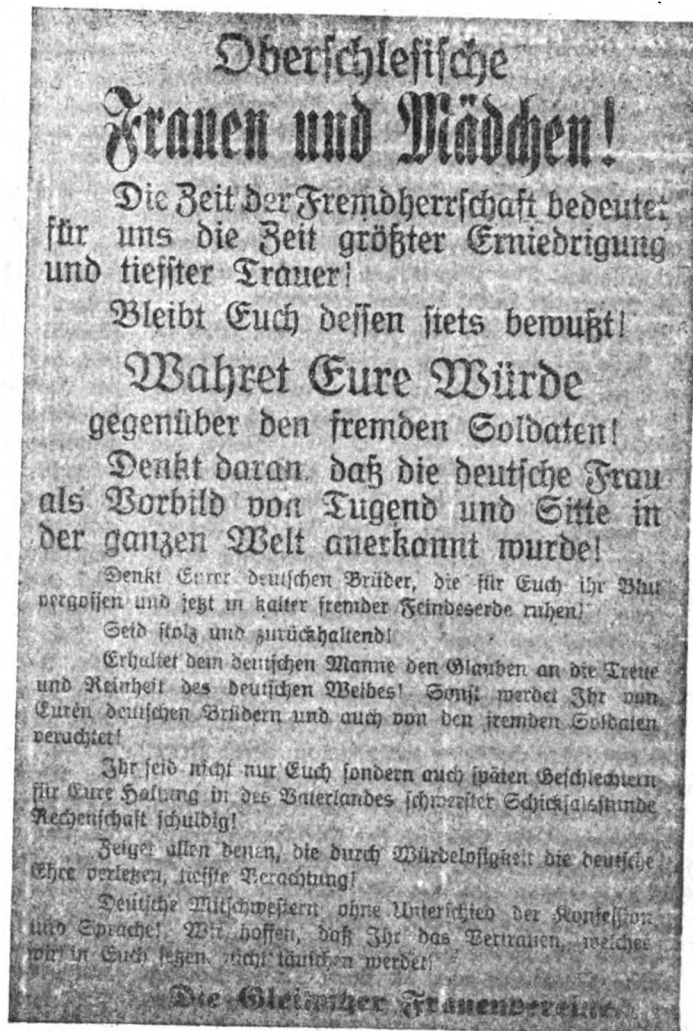 Oberschlesische
Frauen und Mädchen!
Die Zeit der Fremdherrschaft bedeutet
für uns die Zeit größter Erniedrigung
und tiefster Trauer!
Bleibt Euch dessen stets bewußt!
Wahret Eure Würde
gegenüber den fremden Soldaten!
Denkt daran, daß die deutsche Frau
als Vorbild von Tugend und Sitte in
der ganzen Welt anerkannt wurde!
Denkt Eurer deutschen Brüder, die für Euch ihr Blut
vergossen und jetzt in kalter fremder Feindeserde ruhen!
Seid stolz und zurückhaltend!
Erhaltet dem deutschen Manne den Glauben an die Treue
und Reinheit des deutschen Weibes! Sonst werdet Ihr von
Euren deutschen Brüdern und auch von den fremden Soldaten
verachtet!
Ihr seid nicht nur Euch sondern auch späten Geschlechtern
für Eure Haltung in des Vaterlandes schwerster Schicksalsstunde
Rechenschaft schuldig!
Zeiget allen denen, die durch Würdelosigkeit die deutsche
Ehre verletzen, tiefste Verachtung!
Deutsche Mitschwestern ohne Unterschied der Konfession
und Sprache! Wir hoffen, daß Ihr das Vertrauen, welches
wir in Euch setzen, nicht täuschen werdet!
Die Gleiwitzer Frauenvereine